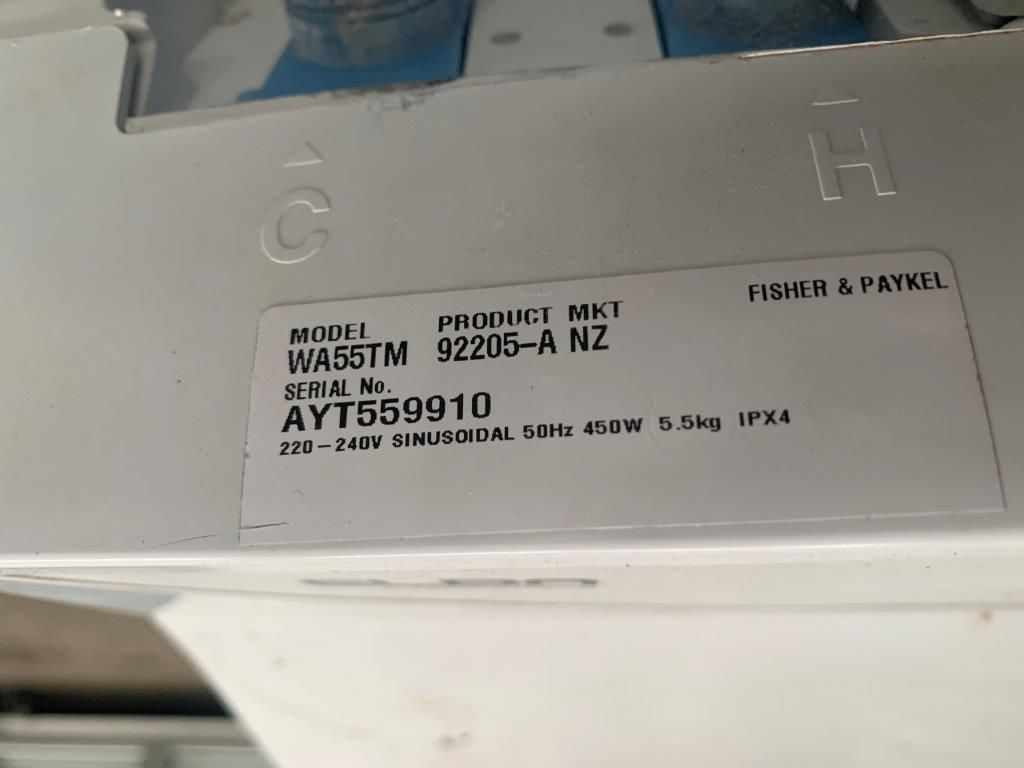 C
H
FISHER & PAYKEL
MODEL PRODUCT MKT
WA55TM 92205-A NZ
SERIAL No.
AYT559910
220-240V SINUSOIDAL 50Hz 450W 5.5kg IPX4